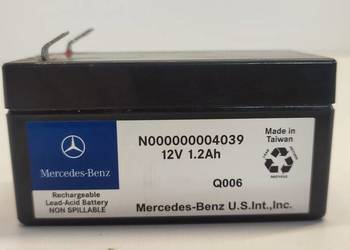 N000000004039
12V 1.2Ah
Made in
Taiwan
Mercedes-Benz
Rechargeable
Lead-Acid Battery
NON SPILLABLE
Q006
Mercedes-Benz U.S.Int.,Inc.